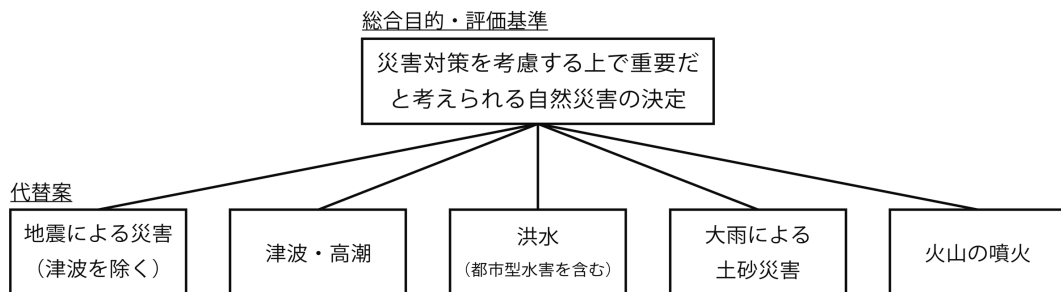 総合目的・評価基準
災害対策を考慮する上で重要だ
と考えられる自然災害の決定
代替案
地震による災害
（津波を除く）
津波・高潮
洪水
（都市型水害を含む）
大雨による
土砂災害
火山の噴火